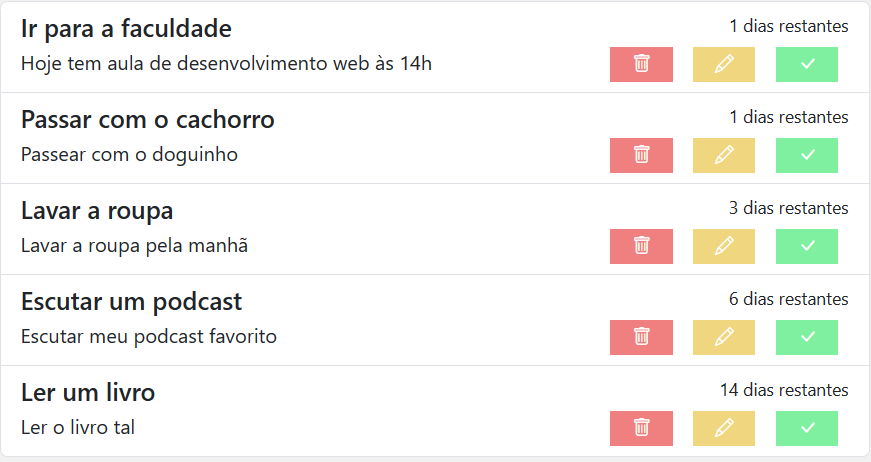 Ir para a faculdade
1 dias restantes
Hoje tem aula de desenvolvimento web às 14h
Passar com o cachorro
1 dias restantes
Passear com o doguinho
Lavar a roupa
3 dias restantes
Lavar a roupa pela manhã
Escutar um podcast
6 dias restantes
Escutar meu podcast favorito
Ler um livro
14 dias restantes
Ler o livro tal